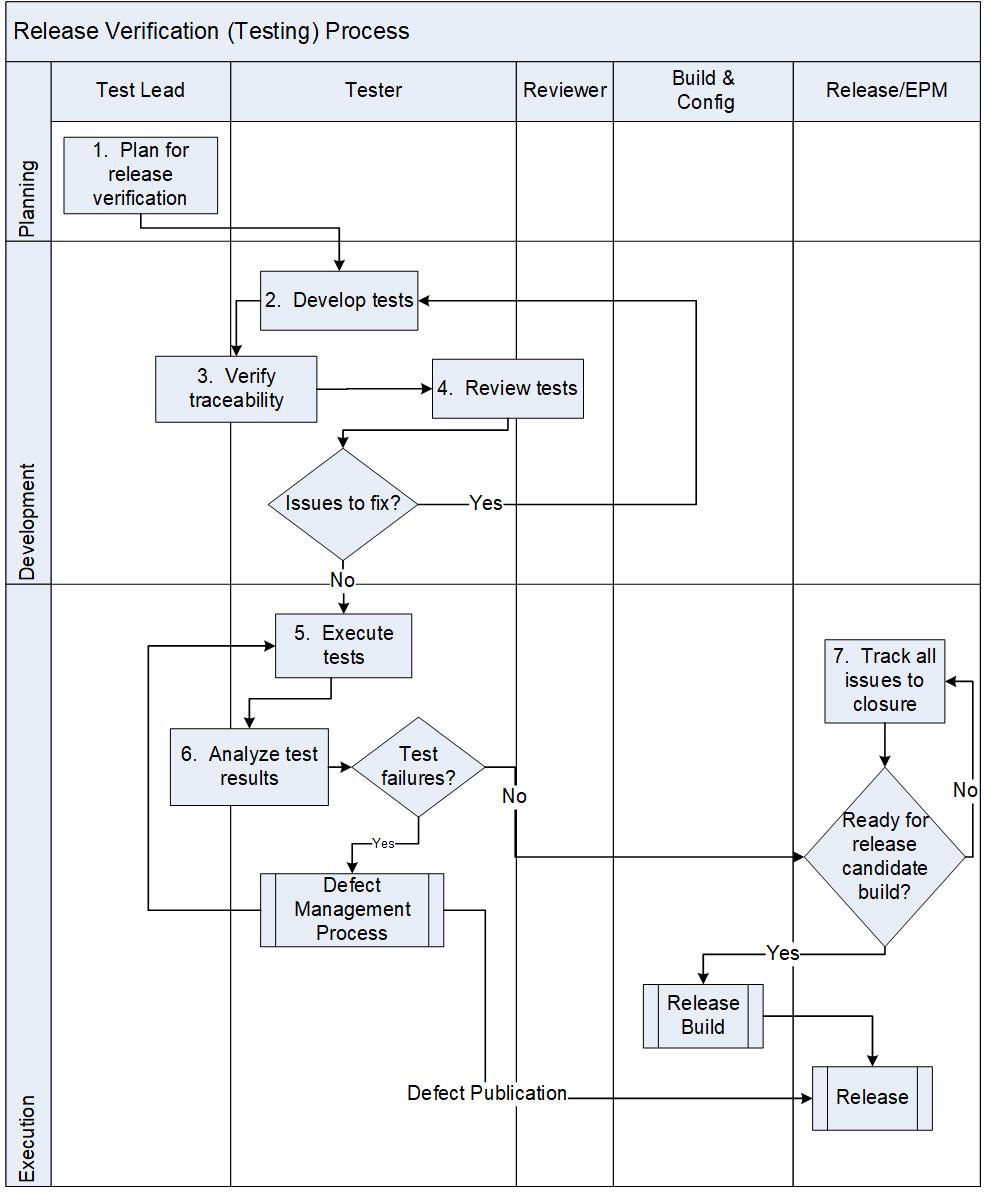 Release Verification (Testing) Process
Test Lead
Tester
Reviewer
Build &
Config
Release/EPM
Planning
1.  Plan for
release
verification
Development
2.  Develop tests
3.  Verify
traceability
4.  Review tests
Issues to fix?
Yes
No
Execution
5.  Execute
tests
6.  Analyze test
results
Test
failures?
No
Yes
Defect
Management
Process
7.  Track all
issues to
closure
No
Ready for
release
candidate
build?
Yes
Release
Build
Defect Publication
Release